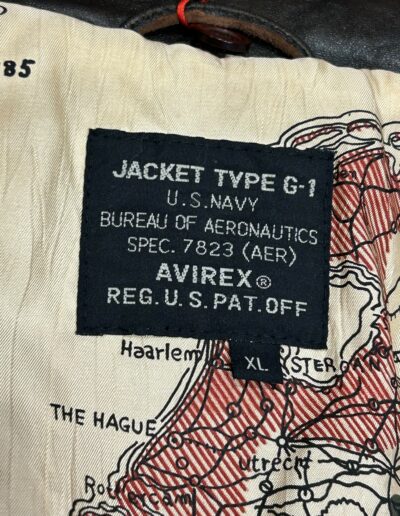 85
JACKET TYPE G-1
U.S. NAVY
BUREAU OF AERONAUTICS
SPEC. 7823 (AER)
AVIREX®
REG. U.S. PAT. OFF
Haarlem
XL
STERDAM
THE HAGUE
utrecht